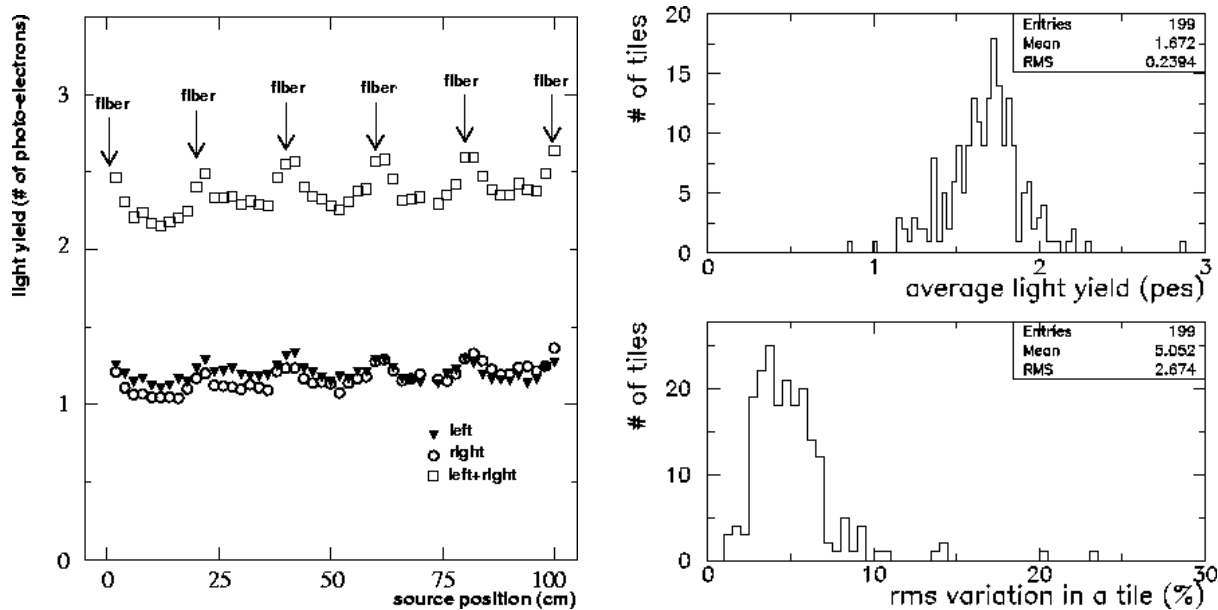 light yield (# of photo-electrons)
3
2
1
0
fiber
fiber
fiber
fiber
fiber
fiber
left
right
left+right
0 25 50 75 100
source position (cm)
# of tiles
20
15
10
5
0
Entries 199
Mean 1.672
RMS 0.2394
0 1 2 3
average light yield (pes)
# of tiles
20
10
0
Entries 199
Mean 5.052
RMS 2.674
0 10 20 30
rms variation in a tile (%)